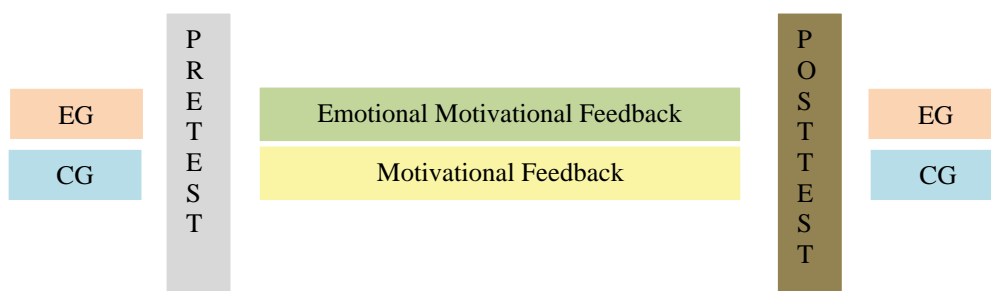 EG
CG
PRETEST
Emotional Motivational Feedback
Motivational Feedback
POSTTEST
EG
CG